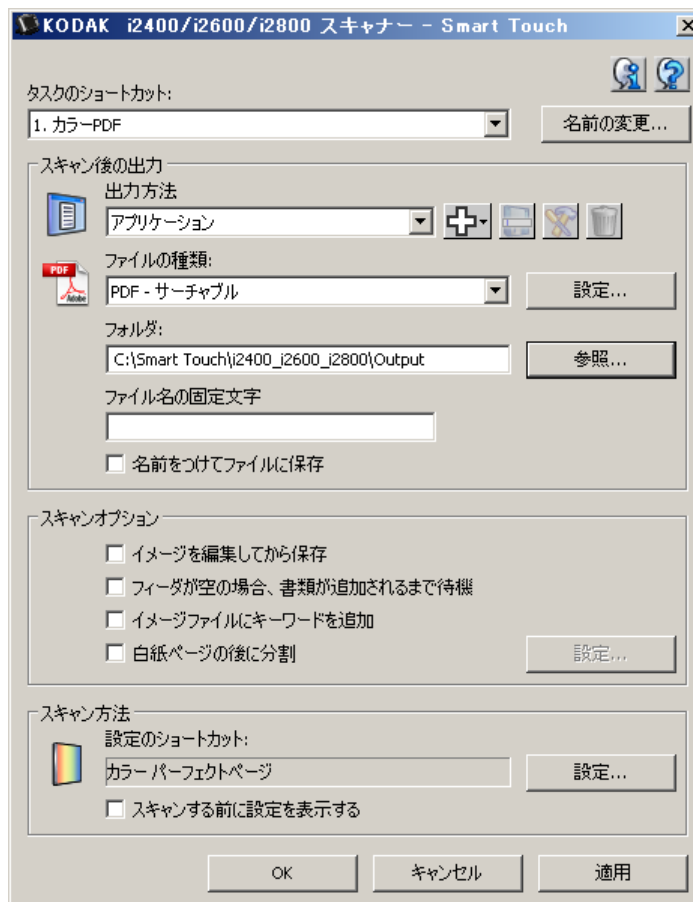 KODAK i2400/i2600/i2800 スキャナー - Smart Touch
タスクのショートカット:
1. カラーPDF
名前の変更...
スキャン後の出力
出力方法
アプリケーション
ファイルの種類:
PDF
Adobe
PDF - サーチャブル
設定...
フォルダ:
C:\Smart Touch\i2400_i2600_i2800\Output
参照...
ファイル名の固定文字
名前をつけてファイルに保存
スキャンオプション
イメージを編集してから保存
フィーダが空の場合、書類が追加されるまで待機
イメージファイルにキーワードを追加
白紙ページの後に分割
設定...
スキャン方法
設定のショートカット:
カラー パーフェクトページ
設定...
スキャンする前に設定を表示する
OK
キャンセル
適用